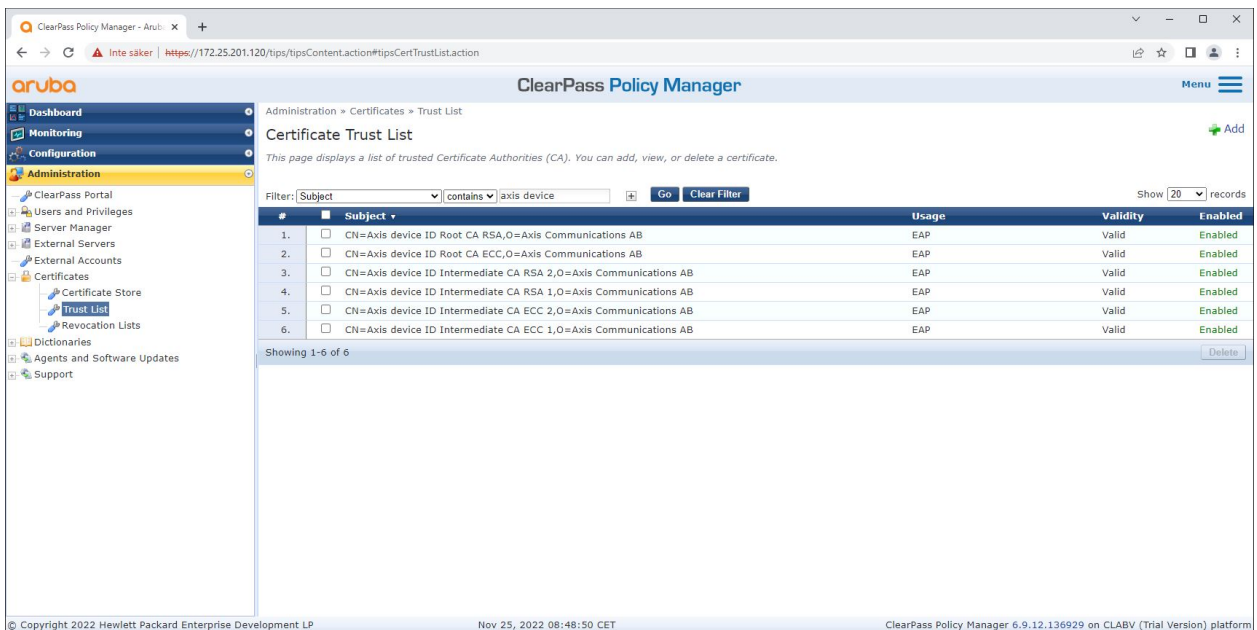 ClearPass Policy Manager - Arub
Inte säker https://172.25.201.120/tips/tipsContent.action#tipsCertTrustList.action
aruba
ClearPass Policy Manager
Menu
Dashboard
Monitoring
Configuration
Administration
ClearPass Portal
Users and Privileges
Server Manager
External Servers
External Accounts
Certificates
Certificate Store
Trust List
Revocation Lists
Dictionaries
Agents and Software Updates
Support
Administration » Certificates » Trust List
Certificate Trust List
Add
This page displays a list of trusted Certificate Authorities (CA). You can add, view, or delete a certificate.
Filter: Subject contains axis device + Go Clear Filter Show 20 records
# Subject Usage Validity Enabled
1. CN=Axis device ID Root CA RSA,O=Axis Communications AB EAP Valid Enabled
2. CN=Axis device ID Root CA ECC,O=Axis Communications AB EAP Valid Enabled
3. CN=Axis device ID Intermediate CA RSA 2,O=Axis Communications AB EAP Valid Enabled
4. CN=Axis device ID Intermediate CA RSA 1,O=Axis Communications AB EAP Valid Enabled
5. CN=Axis device ID Intermediate CA ECC 2,O=Axis Communications AB EAP Valid Enabled
6. CN=Axis device ID Intermediate CA ECC 1,O=Axis Communications AB EAP Valid Enabled
Showing 1-6 of 6 Delete
© Copyright 2022 Hewlett Packard Enterprise Development LP Nov 25, 2022 08:48:50 CET ClearPass Policy Manager 6.9.12.136929 on CLABV (Trial Version) platform